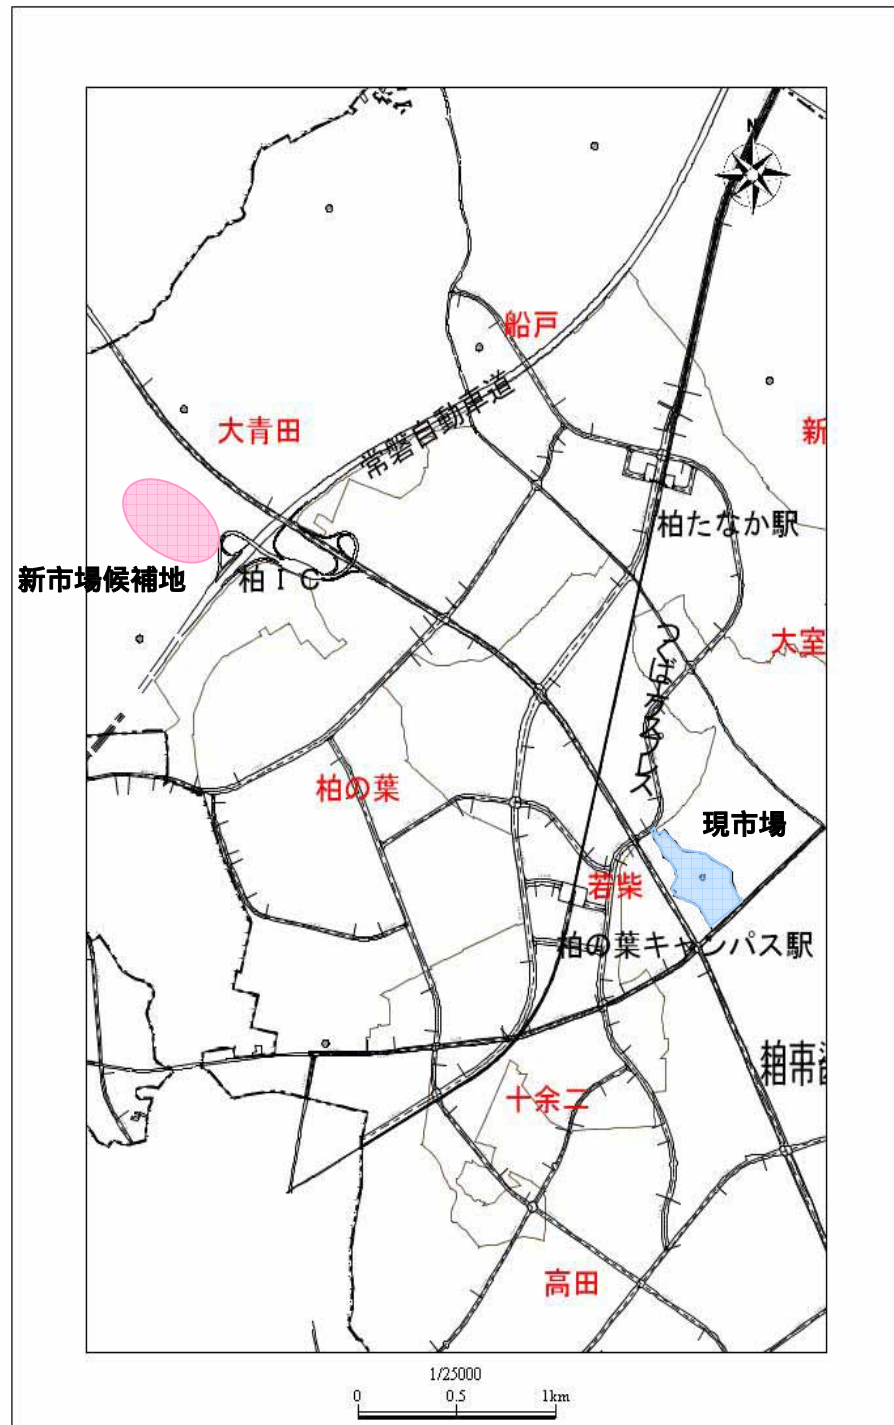 N
船戸
大青田
常磐自動車道
新
柏たなか駅
新市場候補地
柏IC
大室
つくばエクスプレス
柏の葉
現市場
若柴
柏の葉キャンパス駅
十余二
高田
1/25000
0 0.5 1km